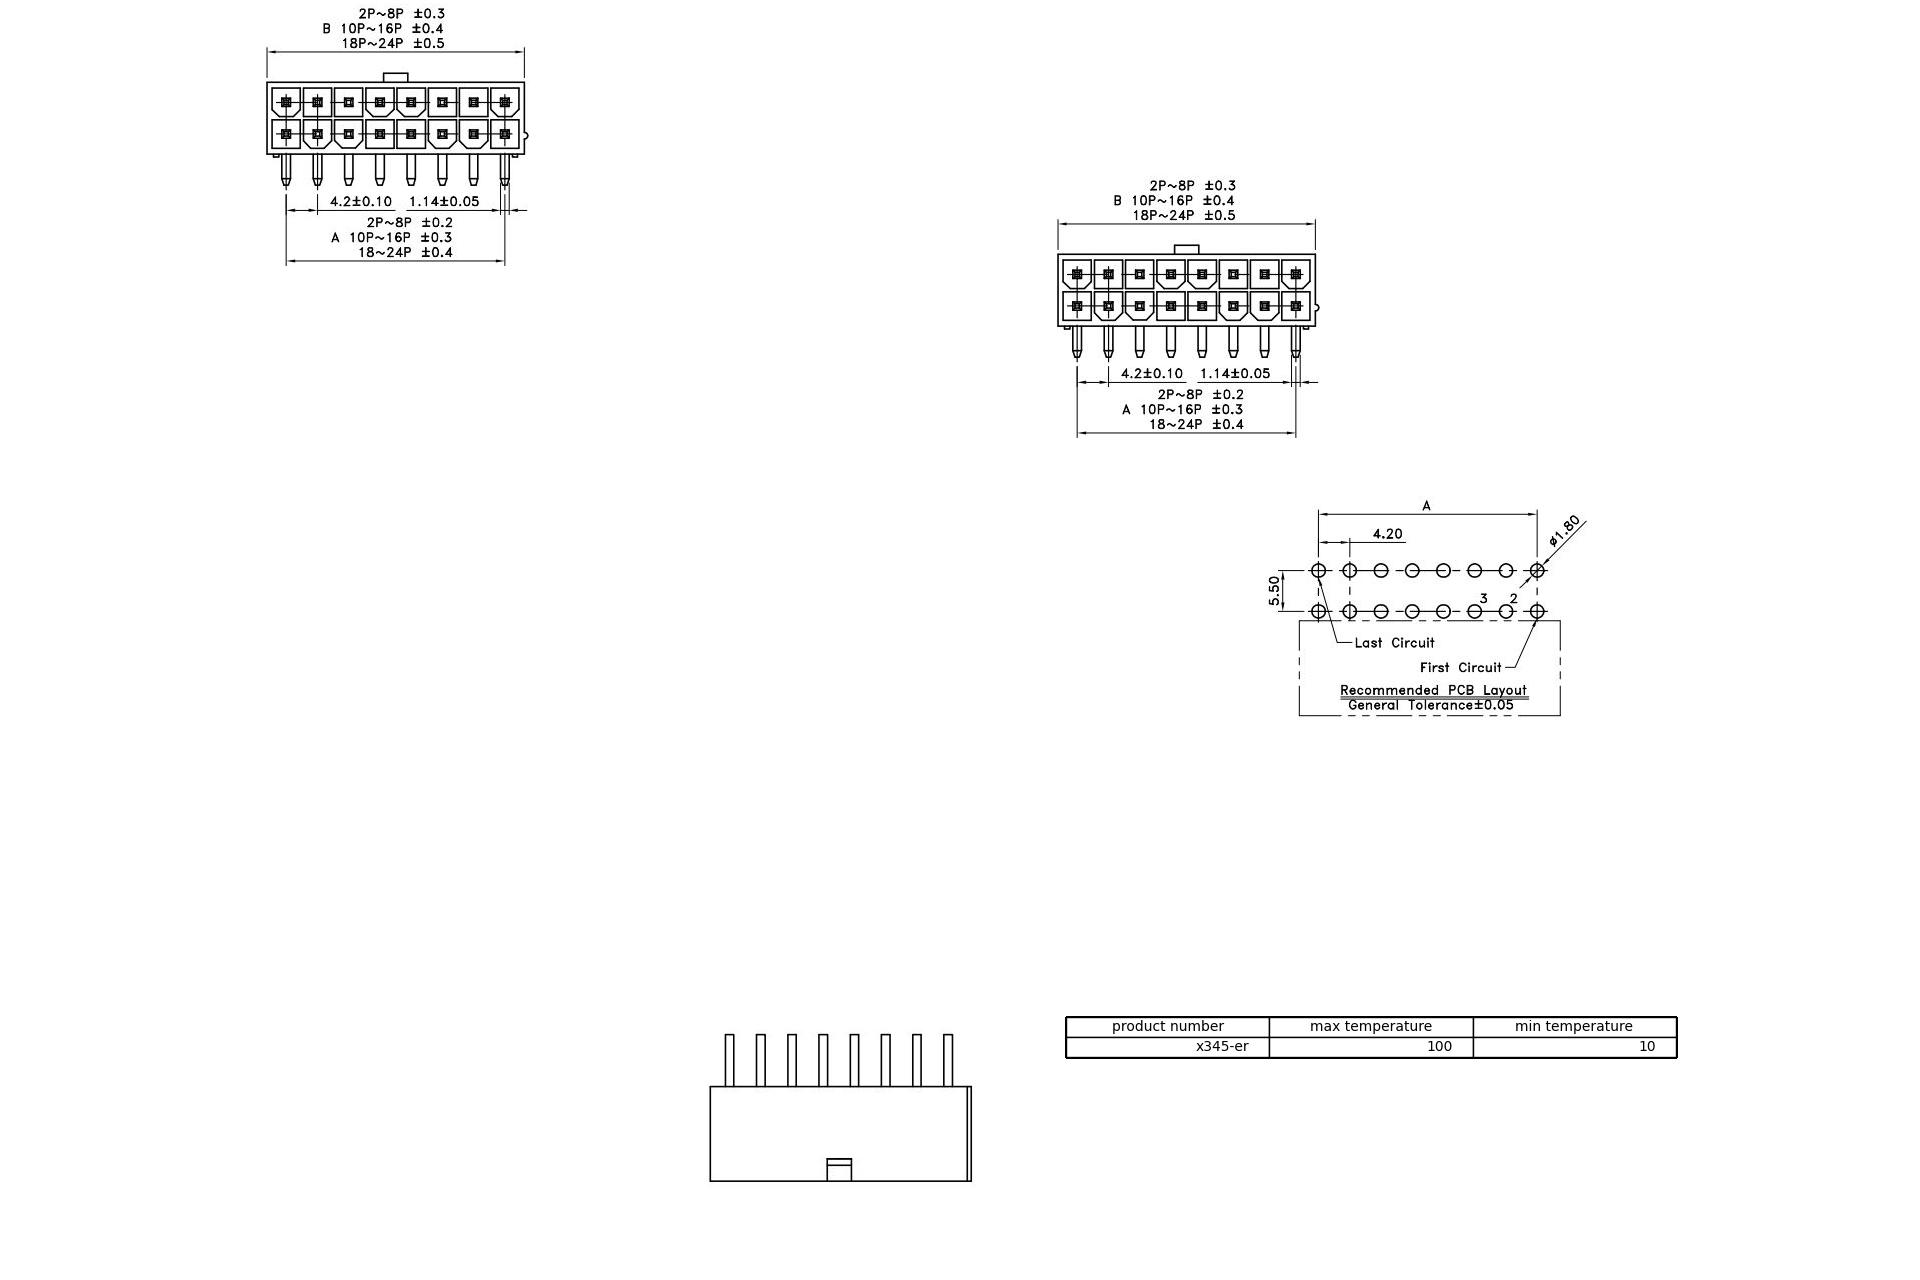 2P~8P ±0.3
B 10P~16P ±0.4
18P~24P ±0.5
4.2±0.10 1.14±0.05
2P~8P ±0.2
A 10P~16P ±0.3
18~24P ±0.4
2P~8P ±0.3
B 10P~16P ±0.4
18P~24P ±0.5
4.2±0.10 1.14±0.05
2P~8P ±0.2
A 10P~16P ±0.3
18~24P ±0.4
A
4.20
ø1.80
5.50
3 2
Last Circuit
First Circuit
Recommended PCB Layout
General Tolerance±0.05
product number max temperature min temperature
x345-er 100 10